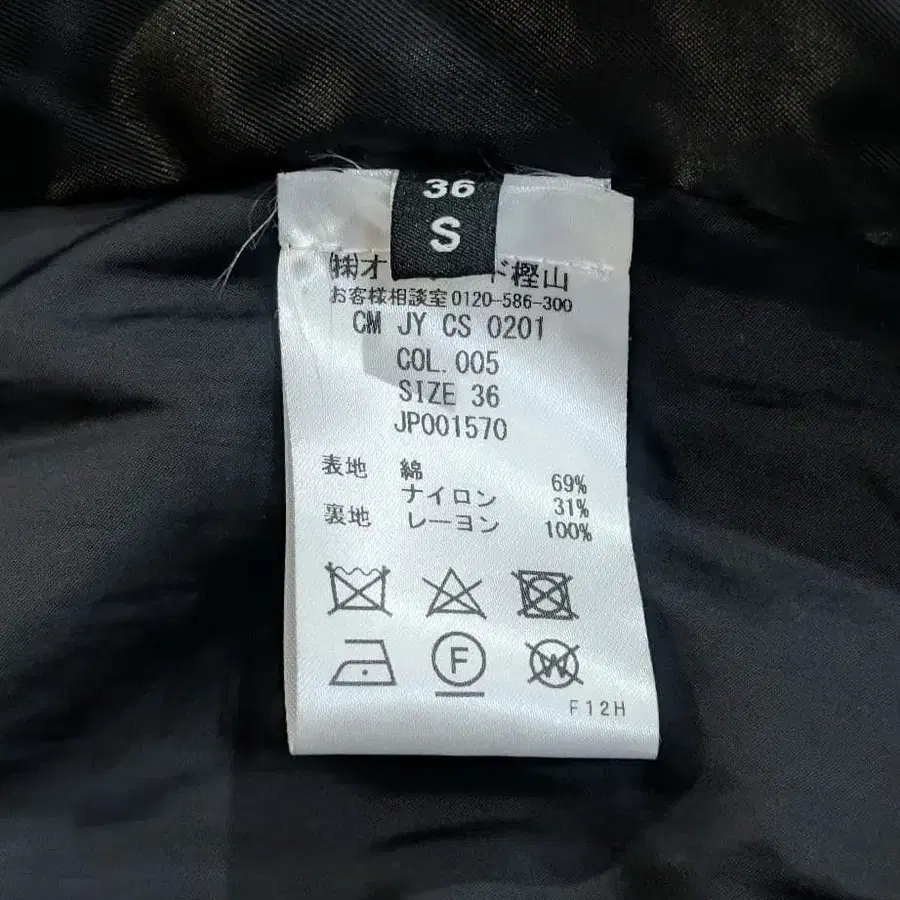 36
S
㈱オ ド樫山
お客様相談室 0120-586-300
CM JY CS 0201
COL.005
SIZE 36
JP001570
表地 綿 69%
ナイロン 31%
裏地 レーヨン 100%
F
W
F12H